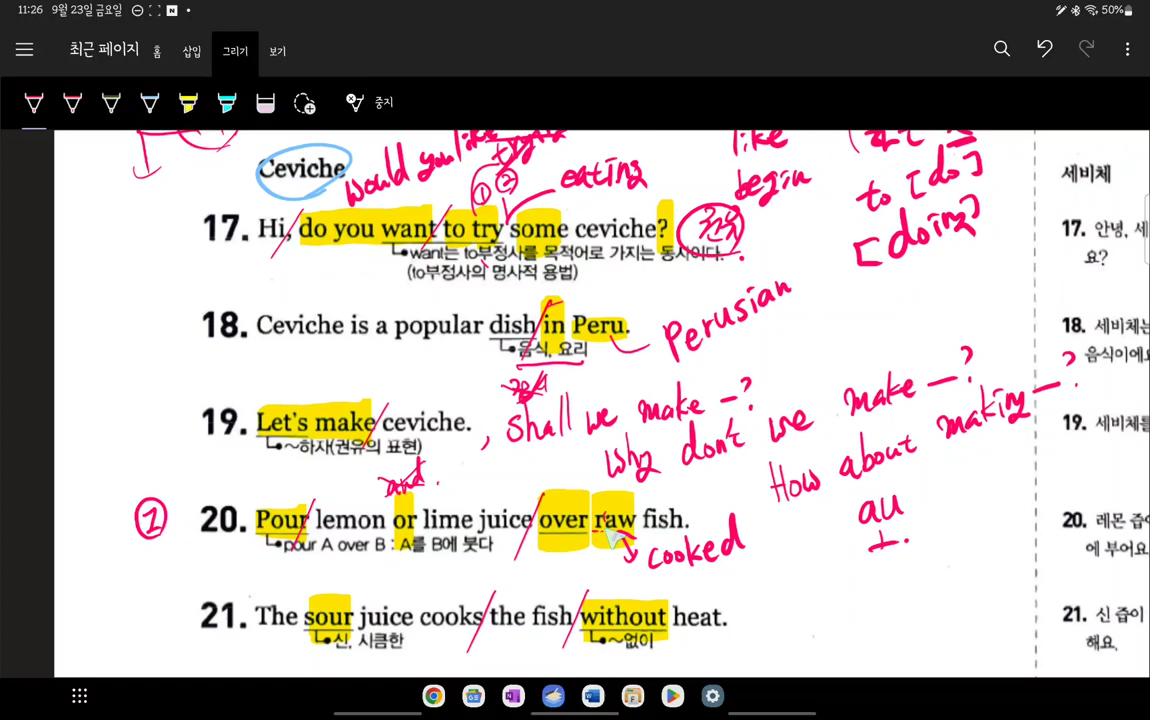 11:26 9월 23일 금요일 N 50%
최근 페이지 홈 삽입 그리기 보기
중지
Ceviche would you like trying like 세비체
① ② eating begin to [do]
17. Hi, do you want to try some ceviche? 권유 [doing] 17. 안녕, 세
want는 to부정사를 목적어로 가지는 동사이다. 요?
(to부정사의 명사적 용법)
18. Ceviche is a popular dish in Peru. Perusian 18. 세비체는
음식, 요리 음식이에요
shall we make ―? why don't we make ―?
19. Let's make ceviche. How about making ―? 19. 세비체를
~하자(권유의 표현)
and
① 20. Pour lemon or lime juice over raw fish. 20. 레몬 즙이
pour A over B : A를 B에 붓다 cooked au ㅗ. 에 부어요
21. The sour juice cooks the fish without heat. 21. 신 즙이
신, 시큼한 ~없이 해요.